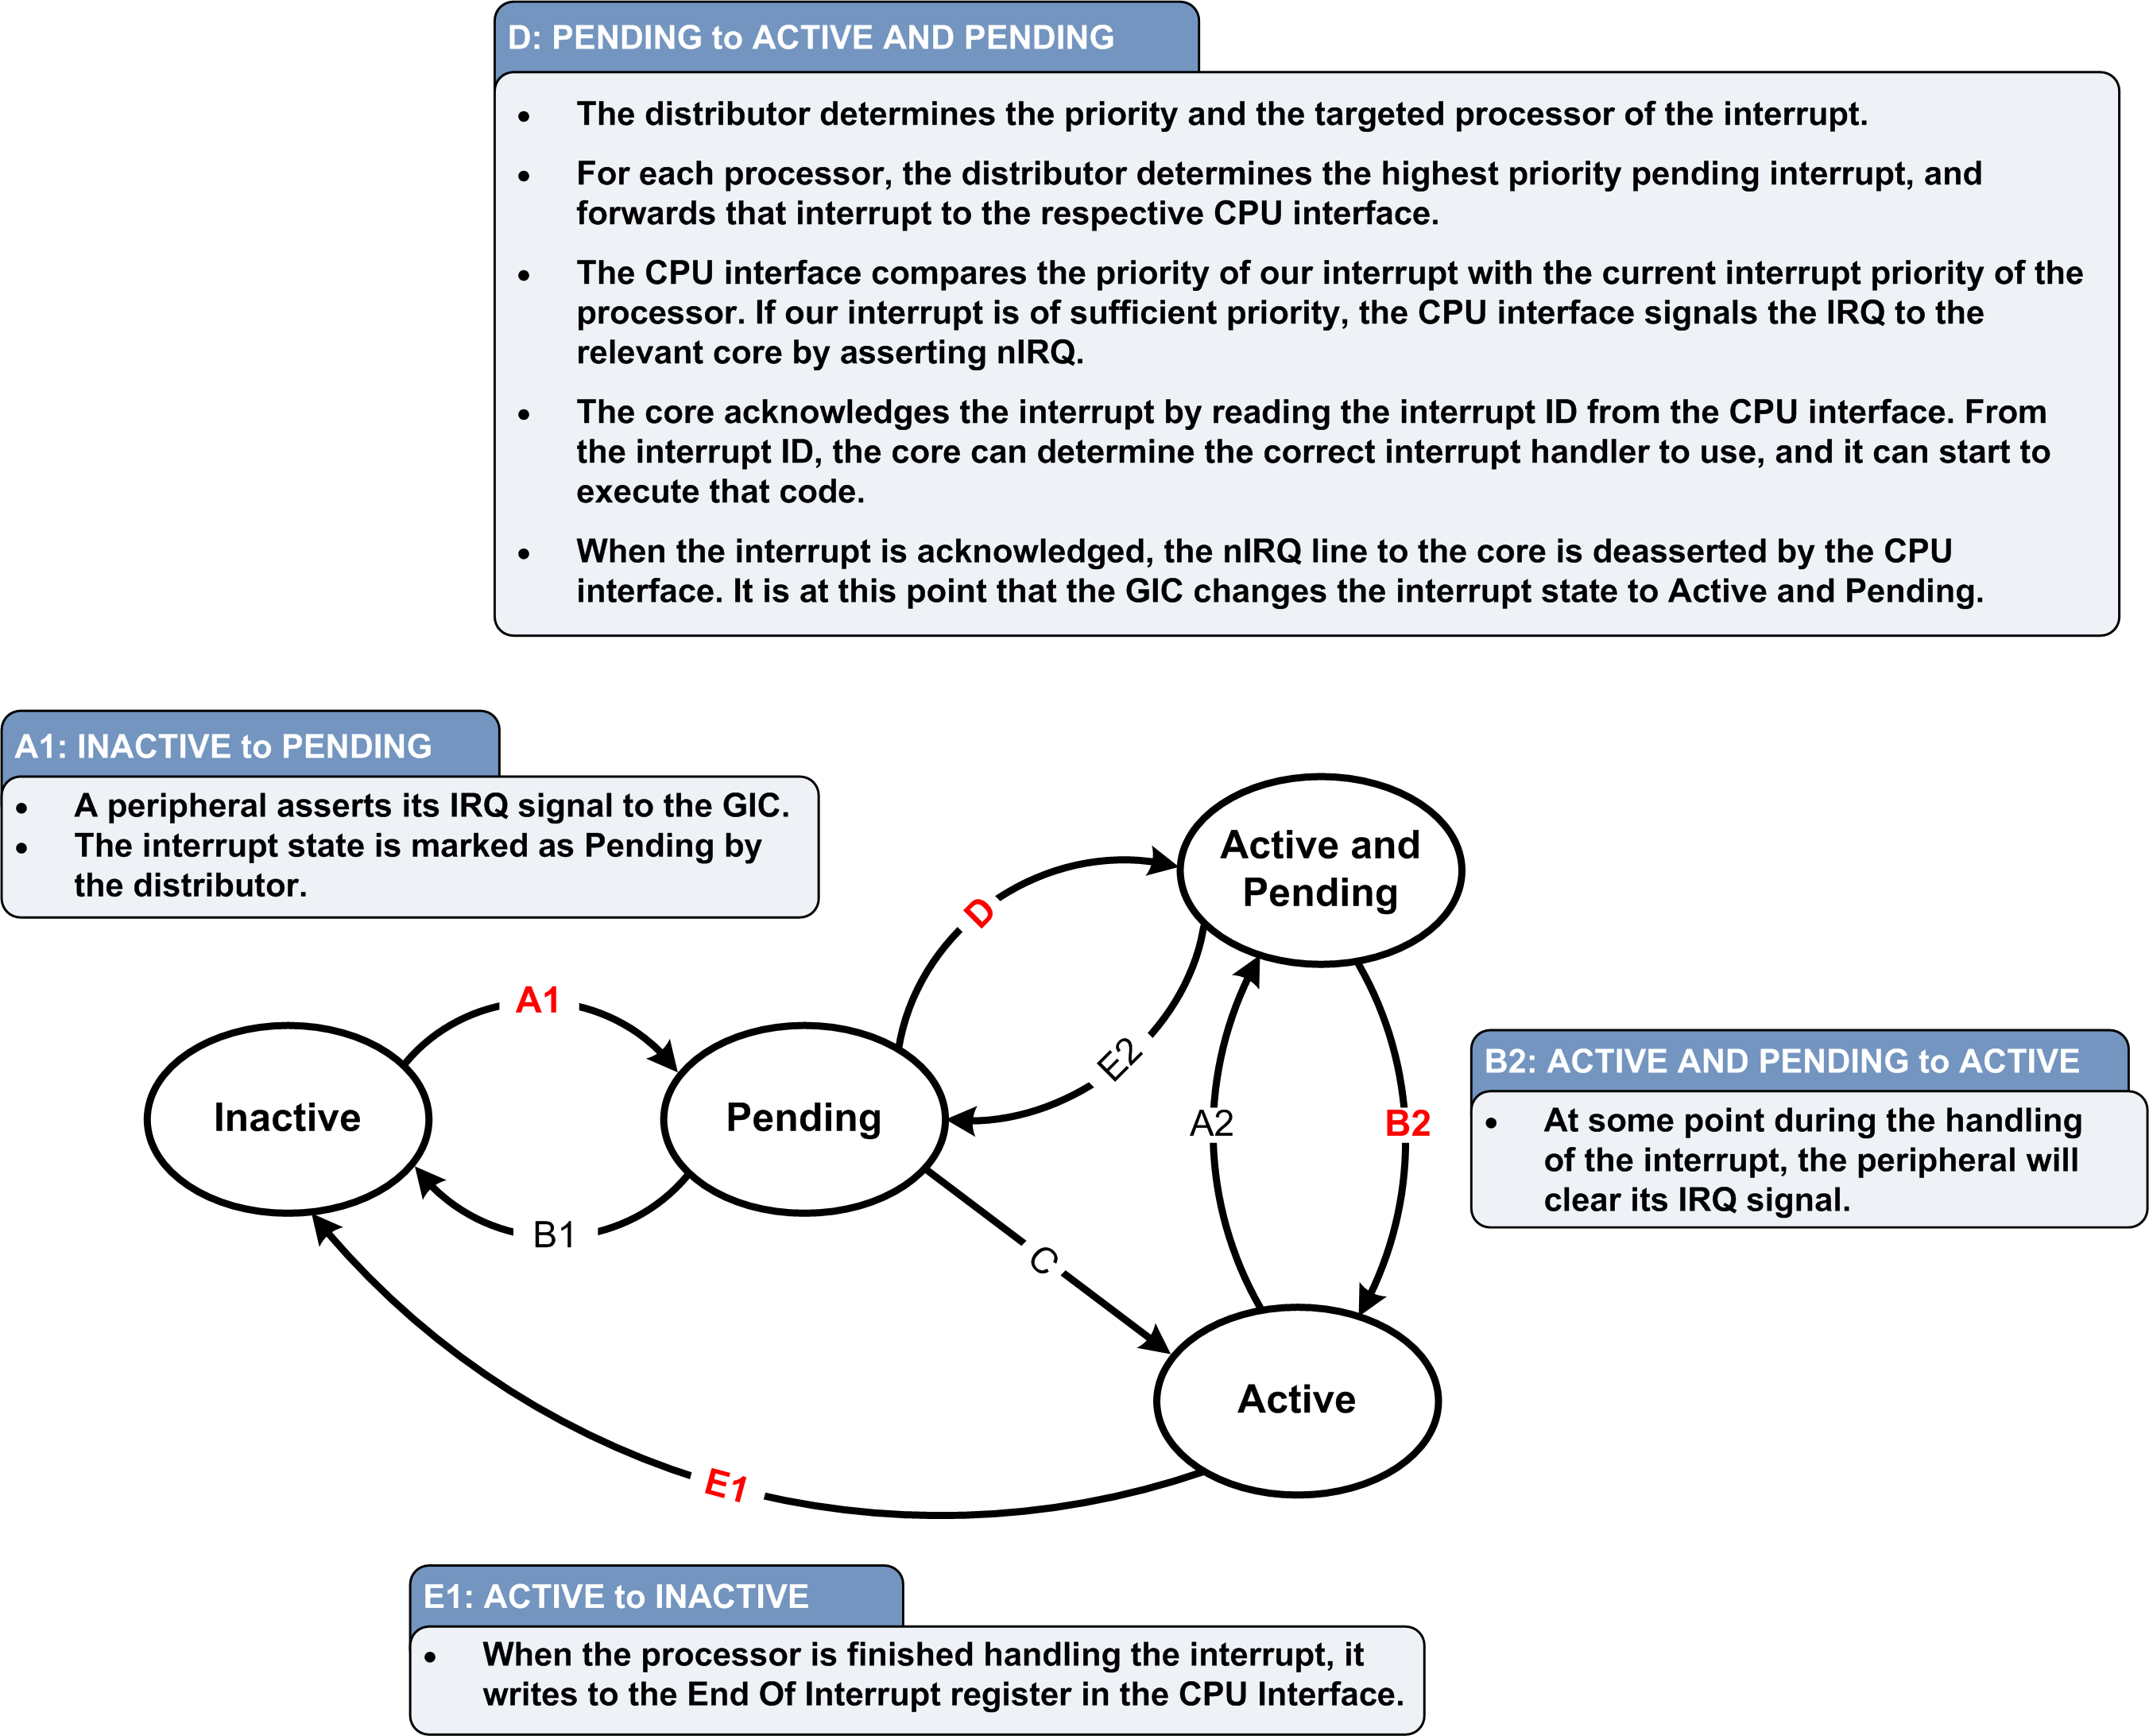 D: PENDING to ACTIVE AND PENDING
• The distributor determines the priority and the targeted processor of the interrupt.
• For each processor, the distributor determines the highest priority pending interrupt, and
forwards that interrupt to the respective CPU interface.
• The CPU interface compares the priority of our interrupt with the current interrupt priority of the
processor. If our interrupt is of sufficient priority, the CPU interface signals the IRQ to the
relevant core by asserting nIRQ.
• The core acknowledges the interrupt by reading the interrupt ID from the CPU interface. From
the interrupt ID, the core can determine the correct interrupt handler to use, and it can start to
execute that code.
• When the interrupt is acknowledged, the nIRQ line to the core is deasserted by the CPU
interface. It is at this point that the GIC changes the interrupt state to Active and Pending.
A1: INACTIVE to PENDING
• A peripheral asserts its IRQ signal to the GIC.
• The interrupt state is marked as Pending by
the distributor.
Active and
Pending
D
A1
E2
Inactive
Pending
A2
B2
B1
C
B2: ACTIVE AND PENDING to ACTIVE
• At some point during the handling
of the interrupt, the peripheral will
clear its IRQ signal.
Active
E1
E1: ACTIVE to INACTIVE
• When the processor is finished handling the interrupt, it
writes to the End Of Interrupt register in the CPU Interface.